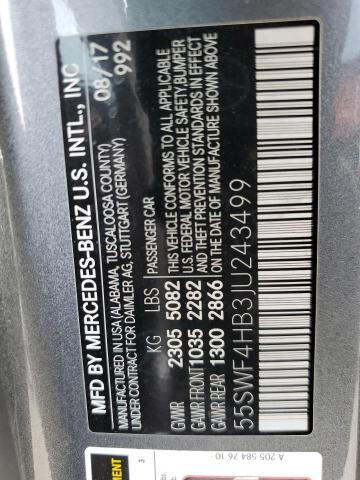 MFD BY MERCEDES-BENZ U.S. INTL., INC
MANUFACTURED IN USA (ALABAMA, TUSCALOOSA COUNTY)
UNDER CONTRACT FOR DAIMLER AG, STUTTGART (GERMANY)
08/17
992
PASSENGER CAR
KG LBS
GVWR 2305 5082
GAWR FRONT 1035 2282
GAWR REAR 1300 2866
THIS VEHICLE CONFORMS TO ALL APPLICABLE
U.S. FEDERAL MOTOR VEHICLE SAFETY, BUMPER
AND THEFT PREVENTION STANDARDS IN EFFECT
ON THE DATE OF MANUFACTURE SHOWN ABOVE
55SWF4HB3JU243499
A 205 584 76 10
3